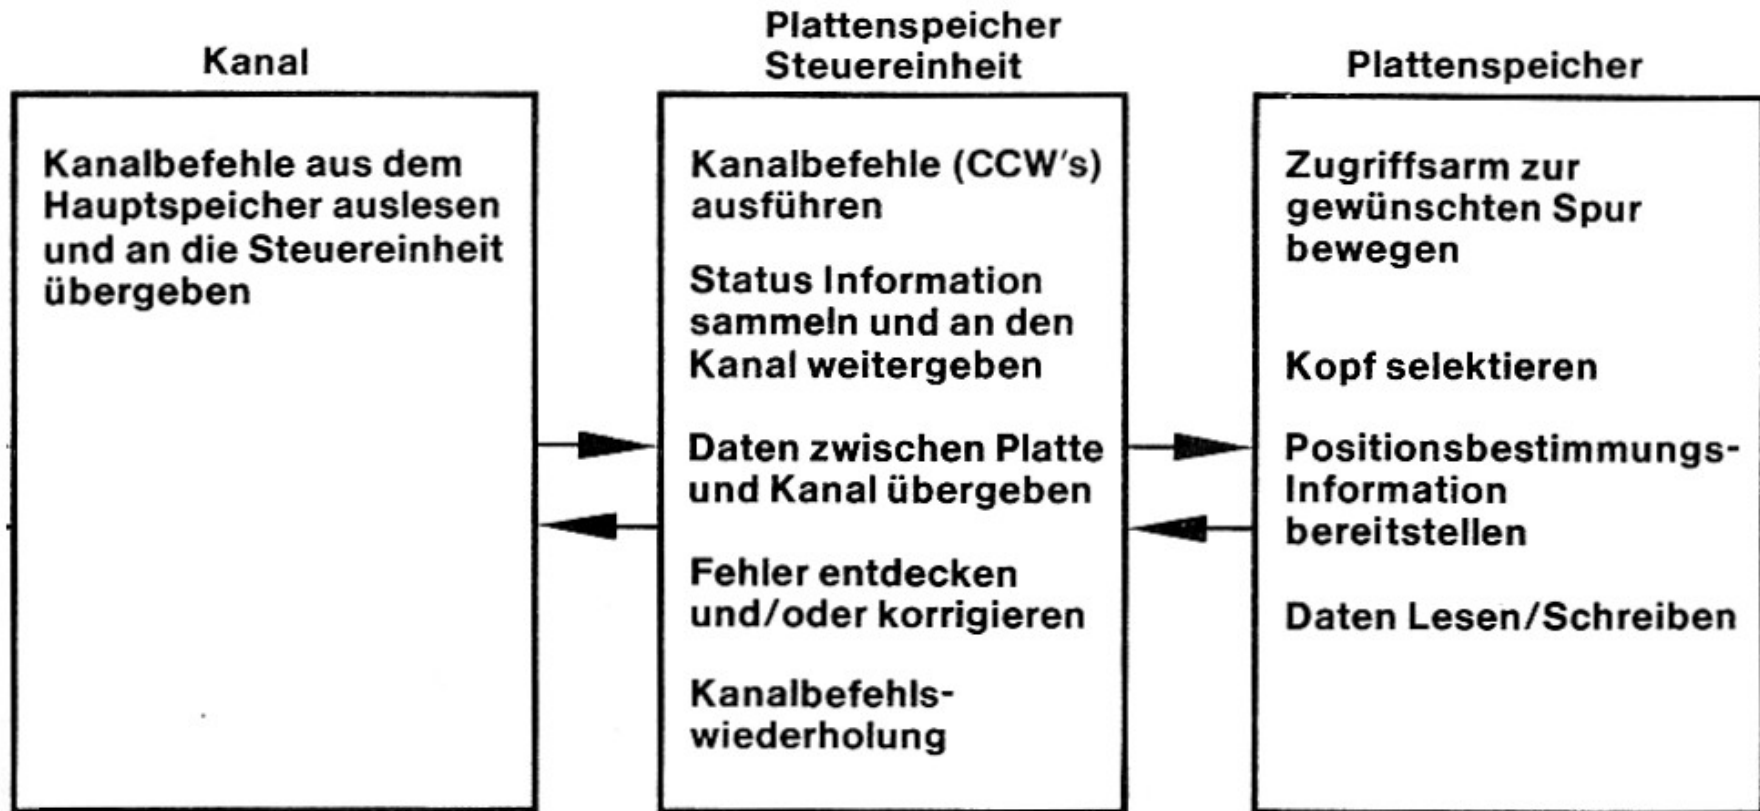 Kanal
Kanalbefehle aus dem
Hauptspeicher auslesen
und an die Steuereinheit
übergeben
Plattenspeicher
Steuereinheit
Kanalbefehle (CCW's)
ausführen
Status Information
sammeln und an den
Kanal weitergeben
Daten zwischen Platte
und Kanal übergeben
Fehler entdecken
und/oder korrigieren
Kanalbefehls-
wiederholung
Plattenspeicher
Zugriffsarm zur
gewünschten Spur
bewegen
Kopf selektieren
Positionsbestimmungs-
Information
bereitstellen
Daten Lesen/Schreiben